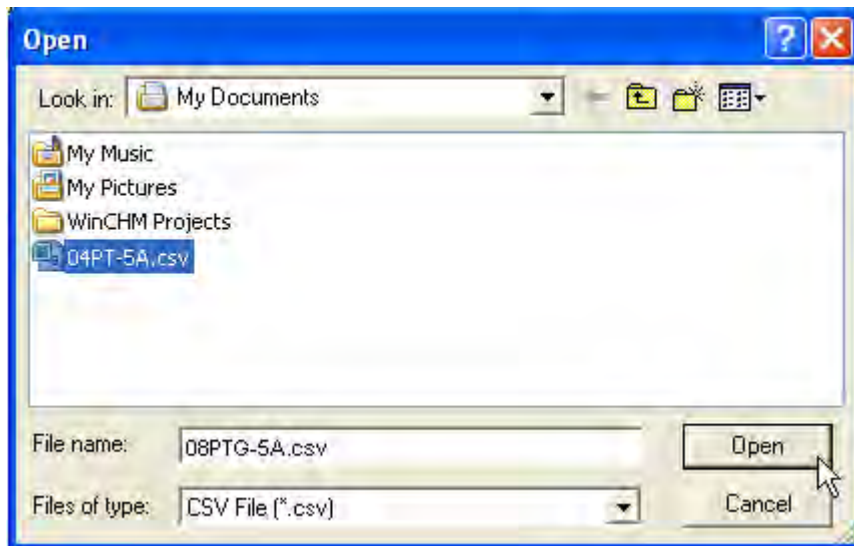 Open
Look in: My Documents
My Music
My Pictures
WinCHM Projects
04PT-5A.csv
File name: 08PTG-5A.csv Open
Files of type: CSV File (*.csv) Cancel